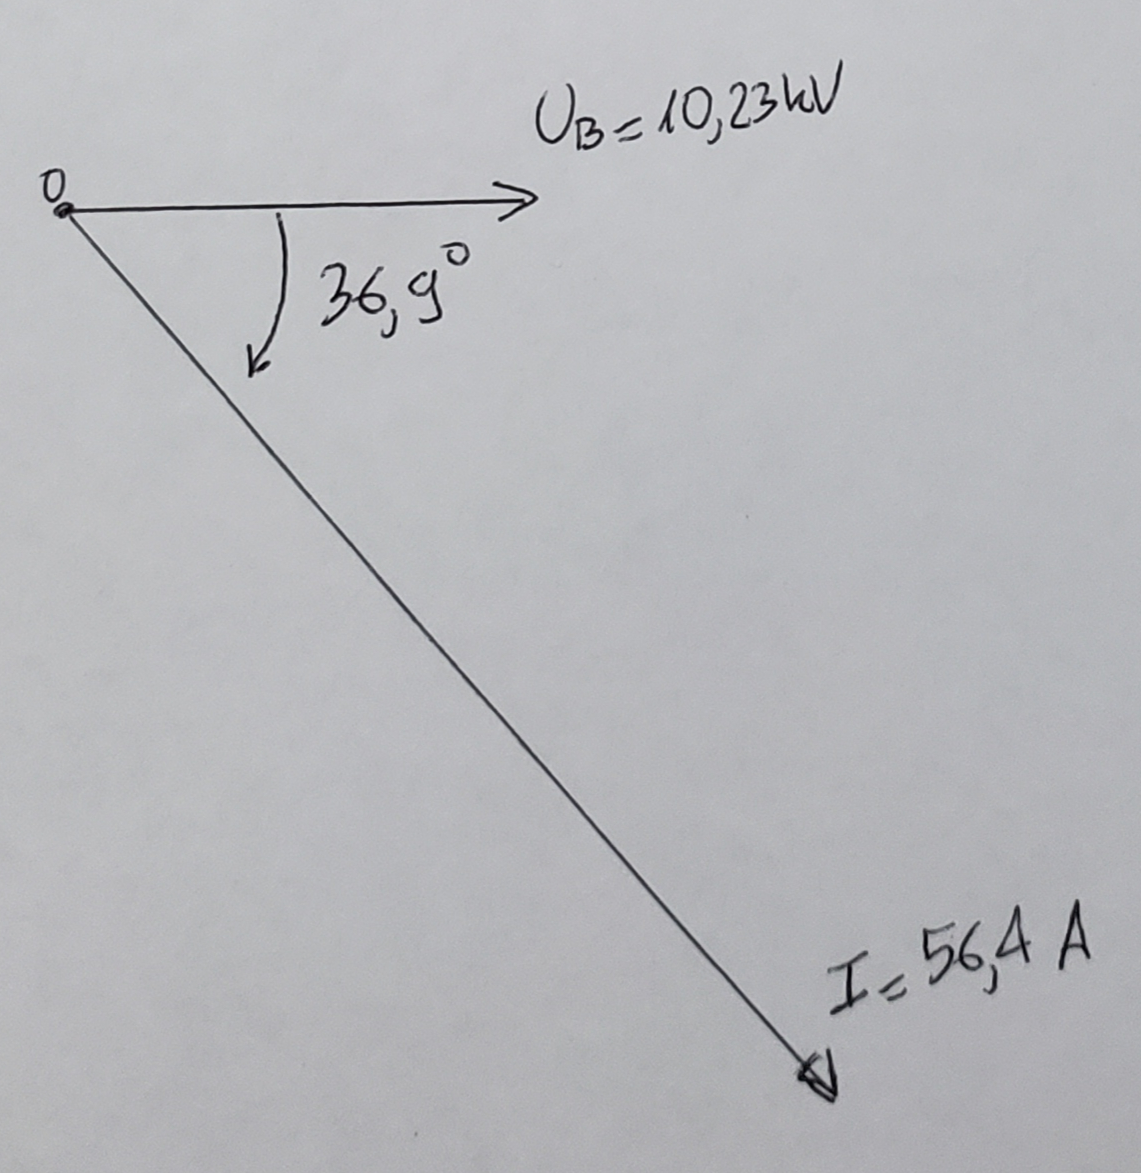 U_B = 10,23 kV
0
36,9°
I = 56,4 A